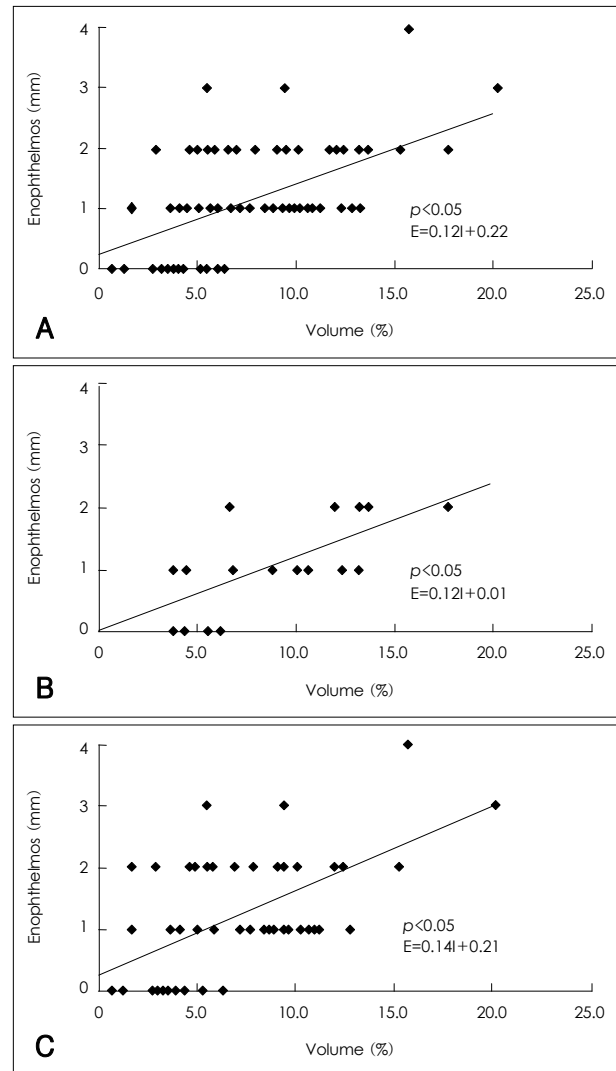 4
3
2
1
0
Enophthelmos (mm)
p<0.05
E=0.12I+0.22
0
5.0
10.0
15.0
20.0
25.0
Volume (%)
A
4
3
2
1
0
Enophthelmos (mm)
p<0.05
E=0.12I+0.01
0
5.0
10.0
15.0
20.0
25.0
Volume (%)
B
4
3
2
1
0
Enophthelmos (mm)
p<0.05
E=0.14I+0.21
0
5.0
10.0
15.0
20.0
25.0
Volume (%)
C